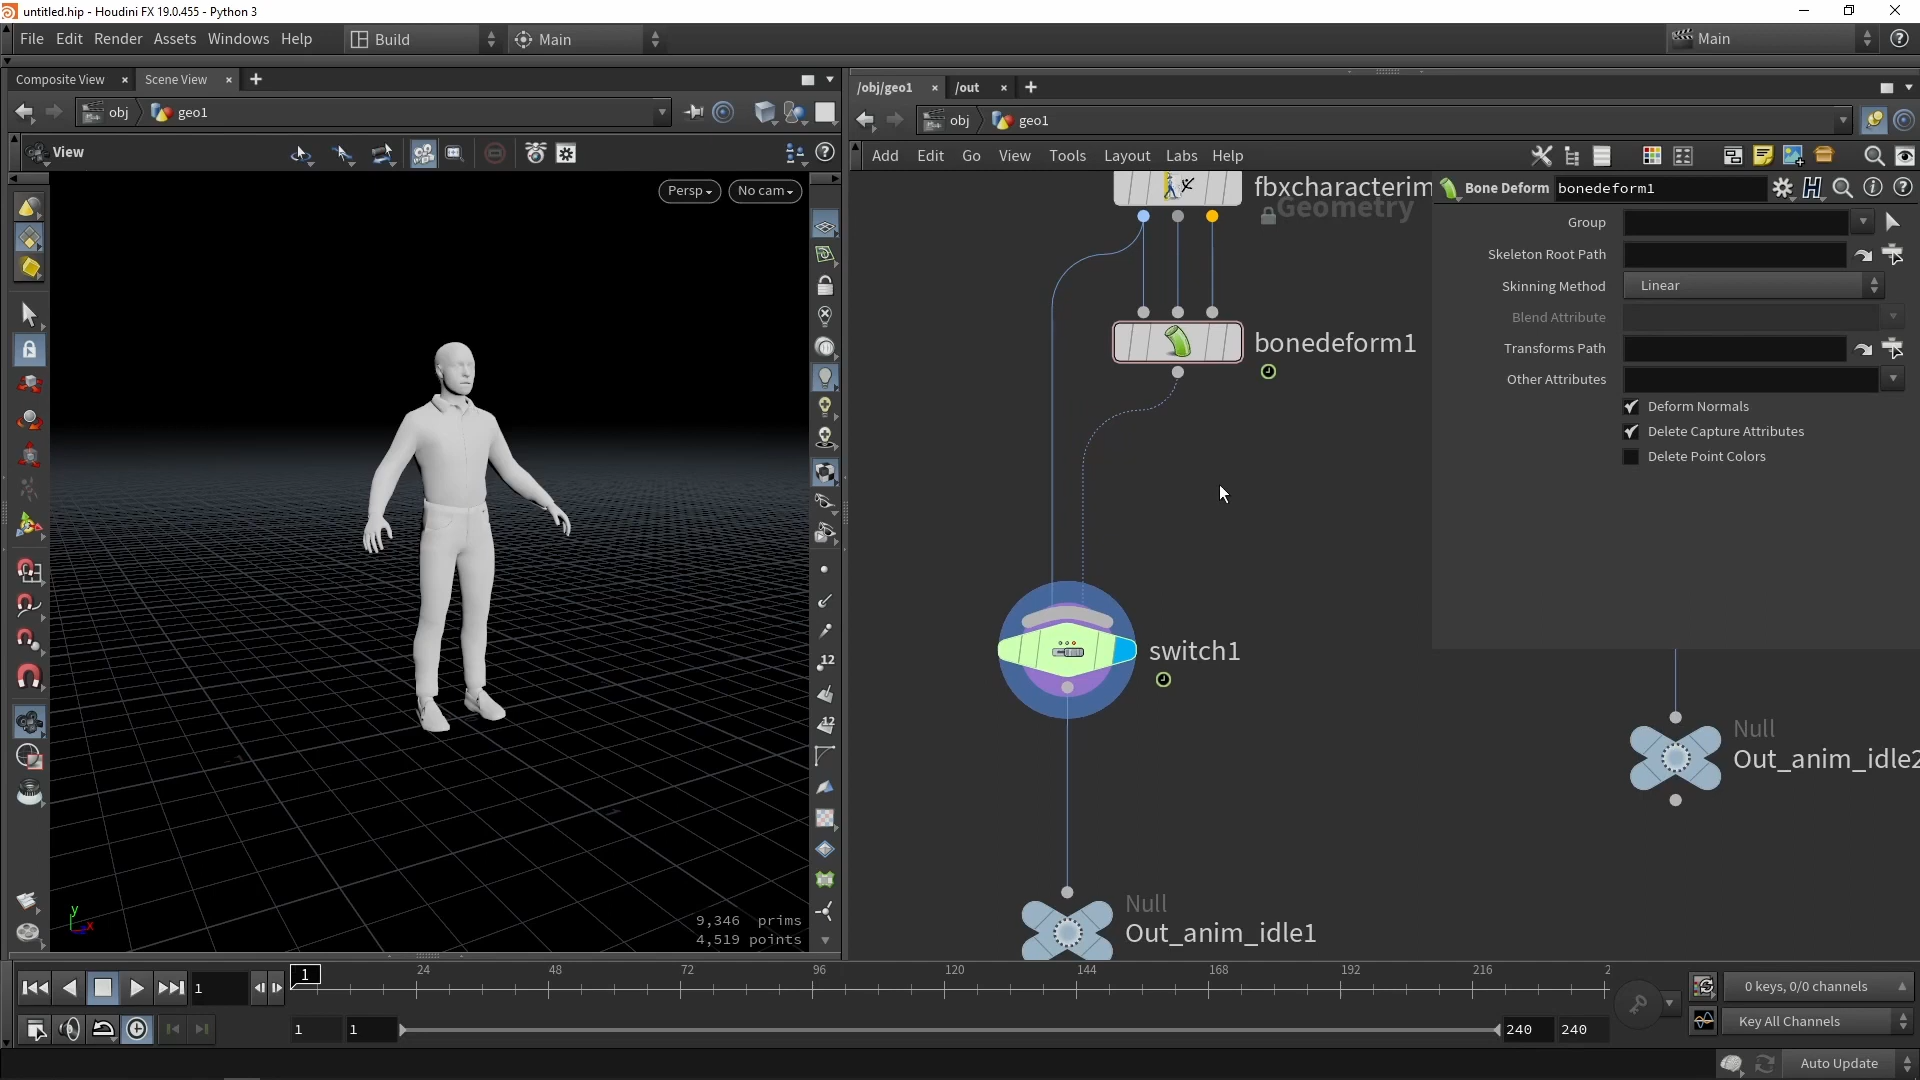 untitled.hip - Houdini FX 19.0.455 - Python 3
File Edit Render Assets Windows Help Build Main Main
Composite View Scene View
obj geo1
View
Persp No cam
12
12
9,346 prims
4,519 points
y
x
/obj/geo1 /out
obj geo1
Add Edit Go View Tools Layout Labs Help
fbxcharacterim
Geometry
bonedeform1
switch1
Null
Out_anim_idle1
Null
Out_anim_idle2
Bone Deform bonedeform1
Group
Skeleton Root Path
Skinning Method Linear
Blend Attribute
Transforms Path
Other Attributes
Deform Normals
Delete Capture Attributes
Delete Point Colors
1 1 24 48 72 96 120 144 168 192 216 2
0 keys, 0/0 channels
1 1 240 240
Key All Channels
Auto Update